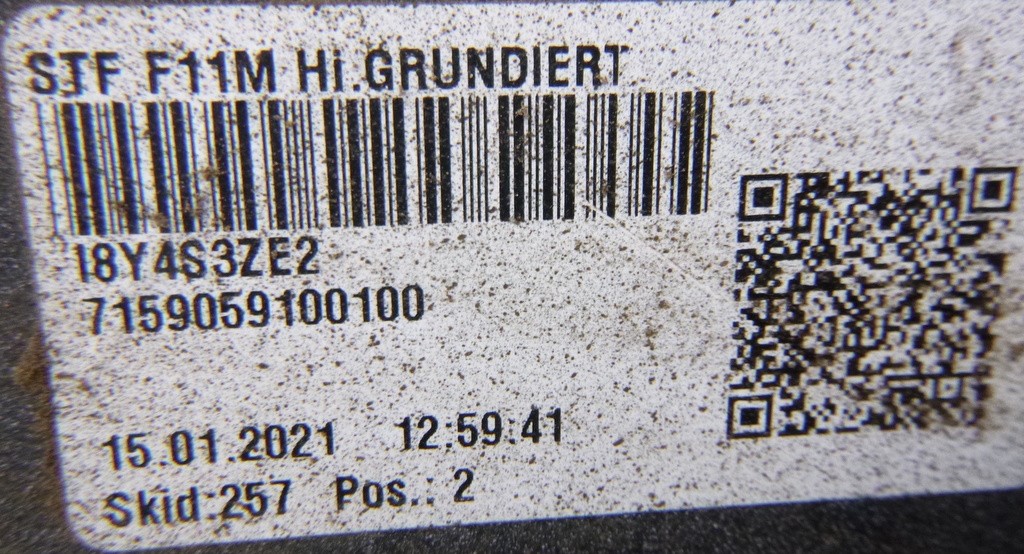 STF F11M Hi.GRUNDIERT
I8Y4S3ZE2
7159059100100
15.01.2021 12:59:41
Skid:257 Pos.: 2